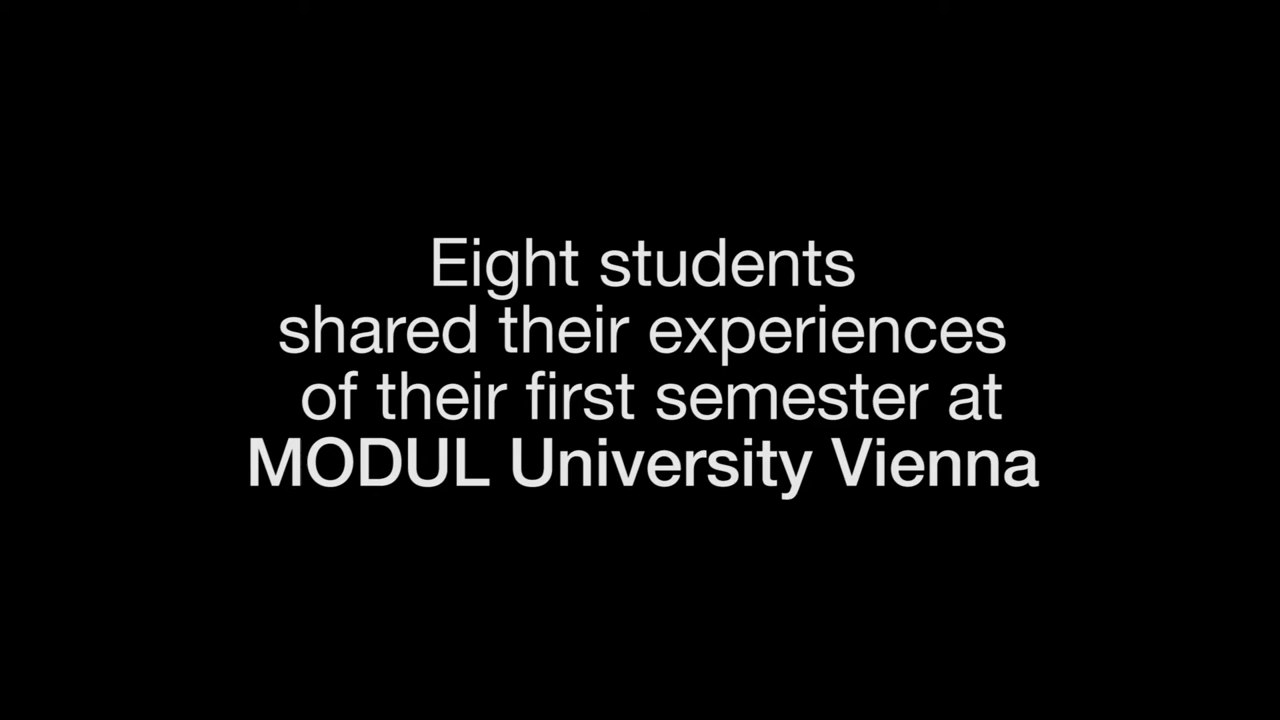 Eight students
shared their experiences
of their first semester at
MODUL University Vienna